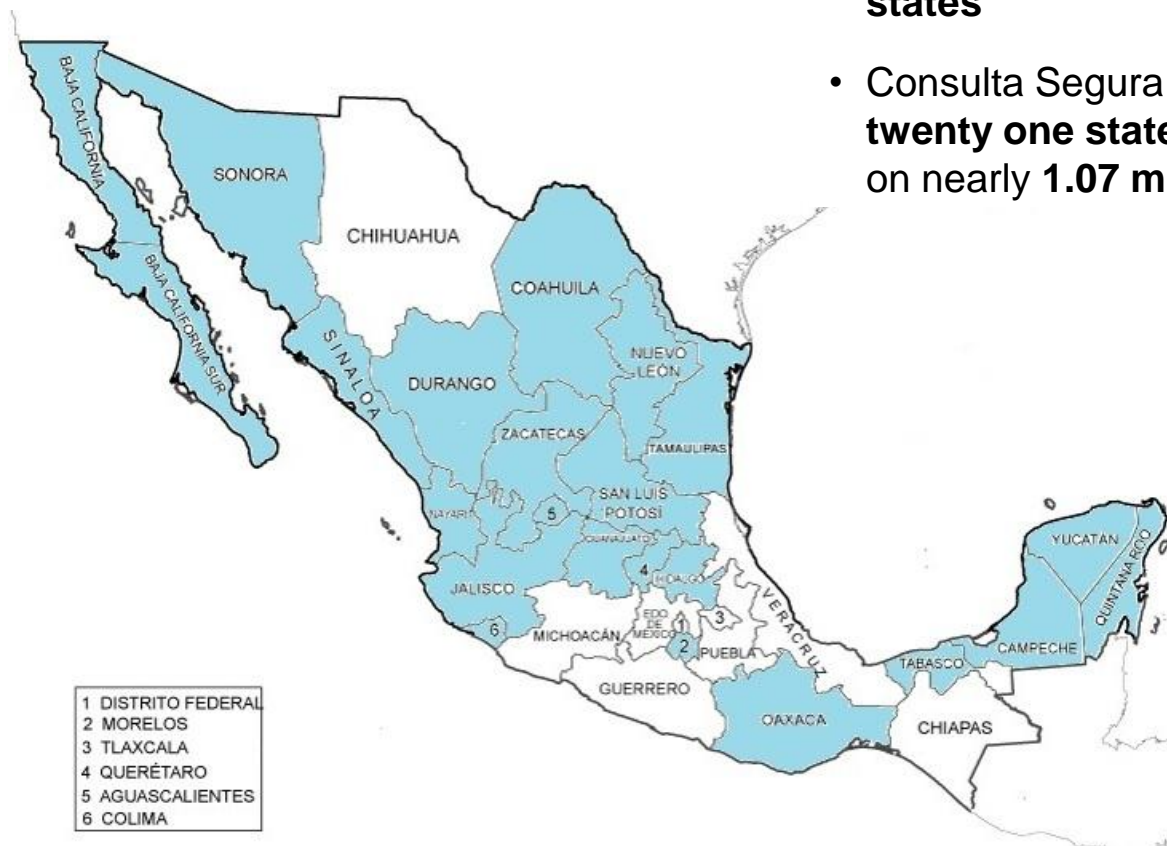 states
• Consulta Segura
twenty one state
on nearly 1.07 m
BAJA CALIFORNIA
SONORA
CHIHUAHUA
COAHUILA
BAJA CALIFORNIA SUR
SINALOA
NUEVO
LEÓN
DURANGO
ZACATECAS
TAMAULIPAS
SAN LUIS
POTOSÍ
NAYARIT
5
GUANAJUATO
4
HIDALGO
JALISCO
YUCATÁN
QUINTANA ROO
EDO.
DE
MEXICO
1
3
VERACRUZ
6
MICHOACÁN
2
PUEBLA
CAMPECHE
TABASCO
GUERRERO
OAXACA
CHIAPAS
1 DISTRITO FEDERAL
2 MORELOS
3 TLAXCALA
4 QUERÉTARO
5 AGUASCALIENTES
6 COLIMA